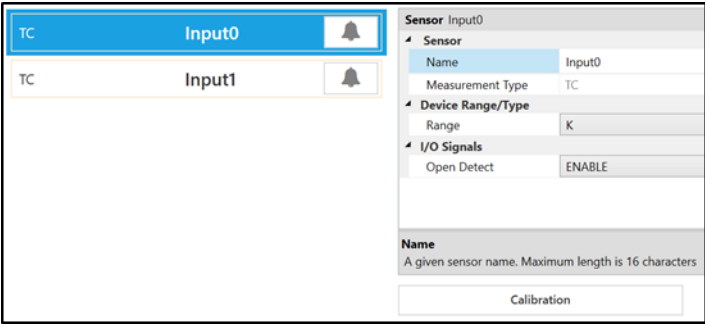 TC Input0
TC Input1
Sensor Input0
Sensor
Name Input0
Measurement Type TC
Device Range/Type
Range K
I/O Signals
Open Detect ENABLE
Name
A given sensor name. Maximum length is 16 characters
Calibration